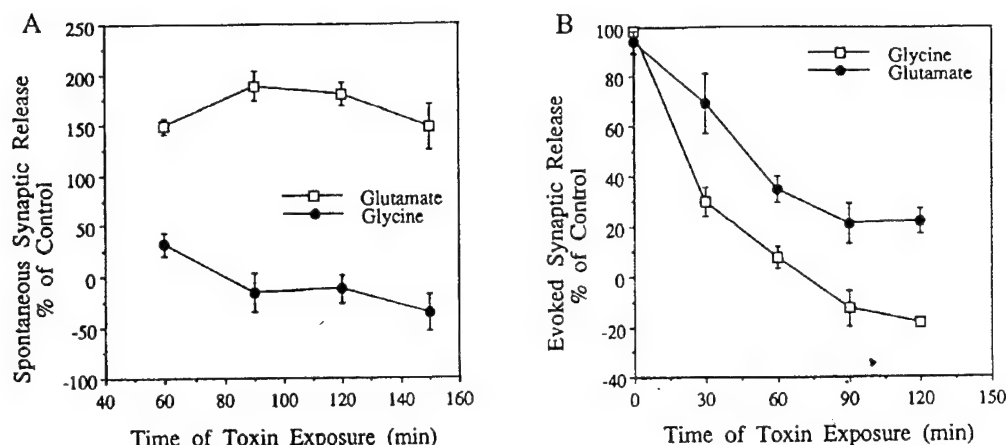 A
Spontaneous Synaptic Release
% of Control
250
200
150
100
50
0
-50
-100
40
60
80
100
120
140
160
Glutamate
Glycine
Time of Toxin Exposure (min)
B
Evoked Synaptic Release
% of Control
100
80
60
40
20
0
-20
-40
0
30
60
90
120
150
Glycine
Glutamate
Time of Toxin Exposure (min)